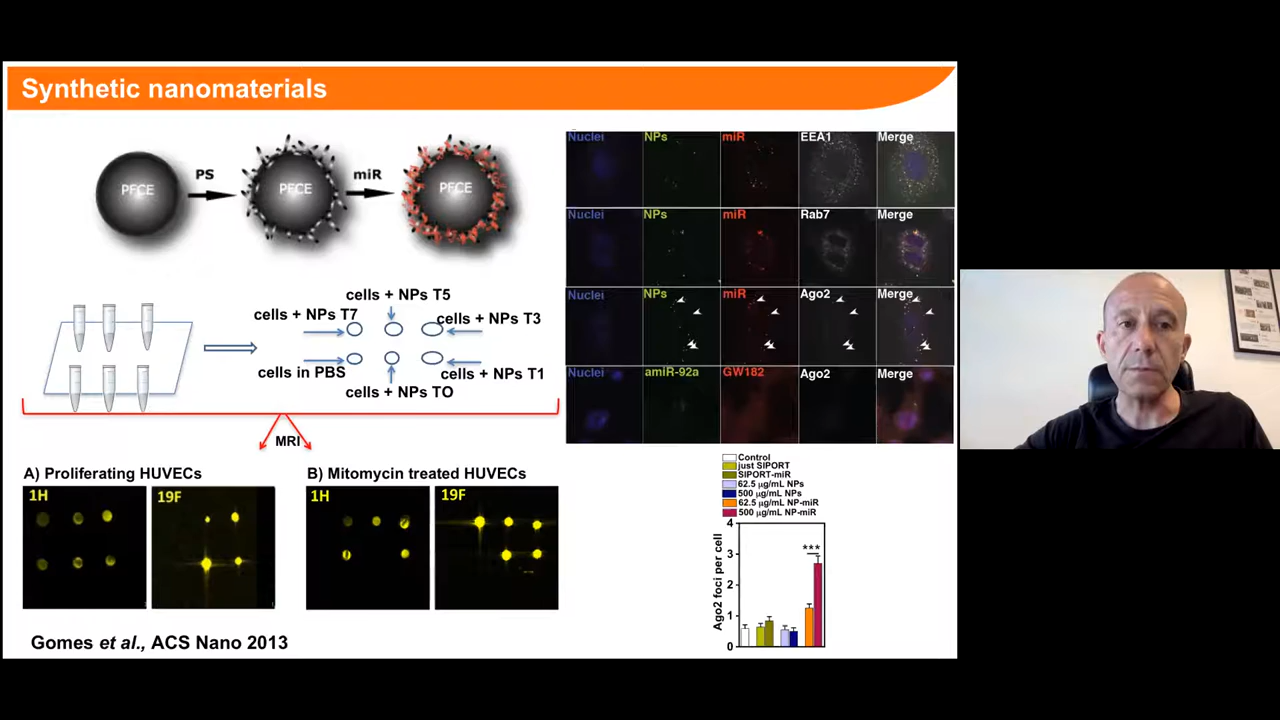 Synthetic nanomaterials
PFCE
PS
PFCE
miR
PFCE
cells + NPs T5
cells + NPs T7
cells + NPs T3
cells in PBS
cells + NPs T1
cells + NPs TO
MRI
A) Proliferating HUVECs
B) Mitomycin treated HUVECs
1H
19F
1H
19F
Gomes et al., ACS Nano 2013
Nuclei NPs miR EEA1 Merge
Nuclei NPs miR Rab7 Merge
Nuclei NPs miR Ago2 Merge
Nuclei amiR-92a GW182 Ago2 Merge
Control
just SIPORT
SIPORT-miR
62.5 µg/mL NPs
500 µg/mL NPs
62.5 µg/mL NP-miR
500 µg/mL NP-miR
Ago2 foci per cell
4
3
2
1
0
***